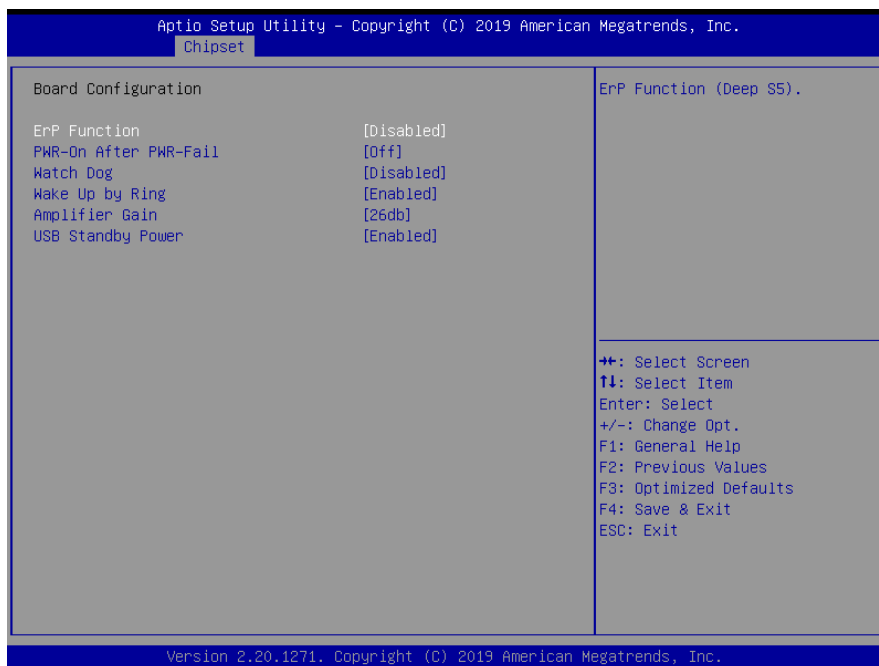 Aptio Setup Utility – Copyright (C) 2019 American Megatrends, Inc.
Chipset
Board Configuration
ErP Function [Disabled]
PWR-On After PWR-Fail [Off]
Watch Dog [Disabled]
Wake Up by Ring [Enabled]
Amplifier Gain [26db]
USB Standby Power [Enabled]
ErP Function (Deep S5).
→←: Select Screen
↑↓: Select Item
Enter: Select
+/-: Change Opt.
F1: General Help
F2: Previous Values
F3: Optimized Defaults
F4: Save & Exit
ESC: Exit
Version 2.20.1271. Copyright (C) 2019 American Megatrends, Inc.